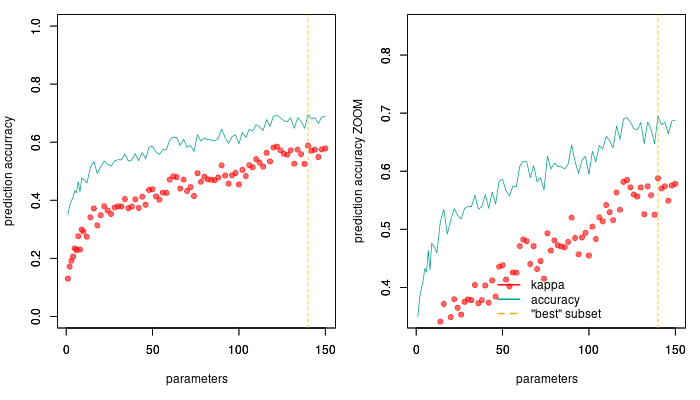 prediction accurracy
1.0
0.8
0.6
0.4
0.2
0.0
0
50
100
150
parameters
prediction accuracy ZOOM
0.8
0.7
0.6
0.5
0.4
kappa
accuracy
"best" subset
0
50
100
150
parameters